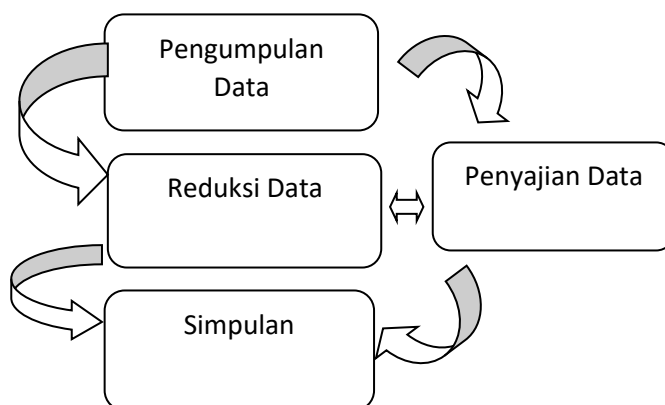 Pengumpulan
Data
Reduksi Data
Penyajian Data
Simpulan